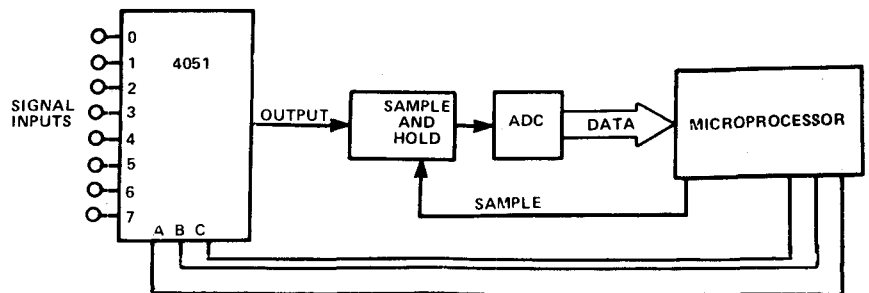 SIGNAL
INPUTS
0
1
2
3
4
5
6
7
4051
A B C
OUTPUT
SAMPLE
AND
HOLD
ADC
DATA
MICROPROCESSOR
SAMPLE